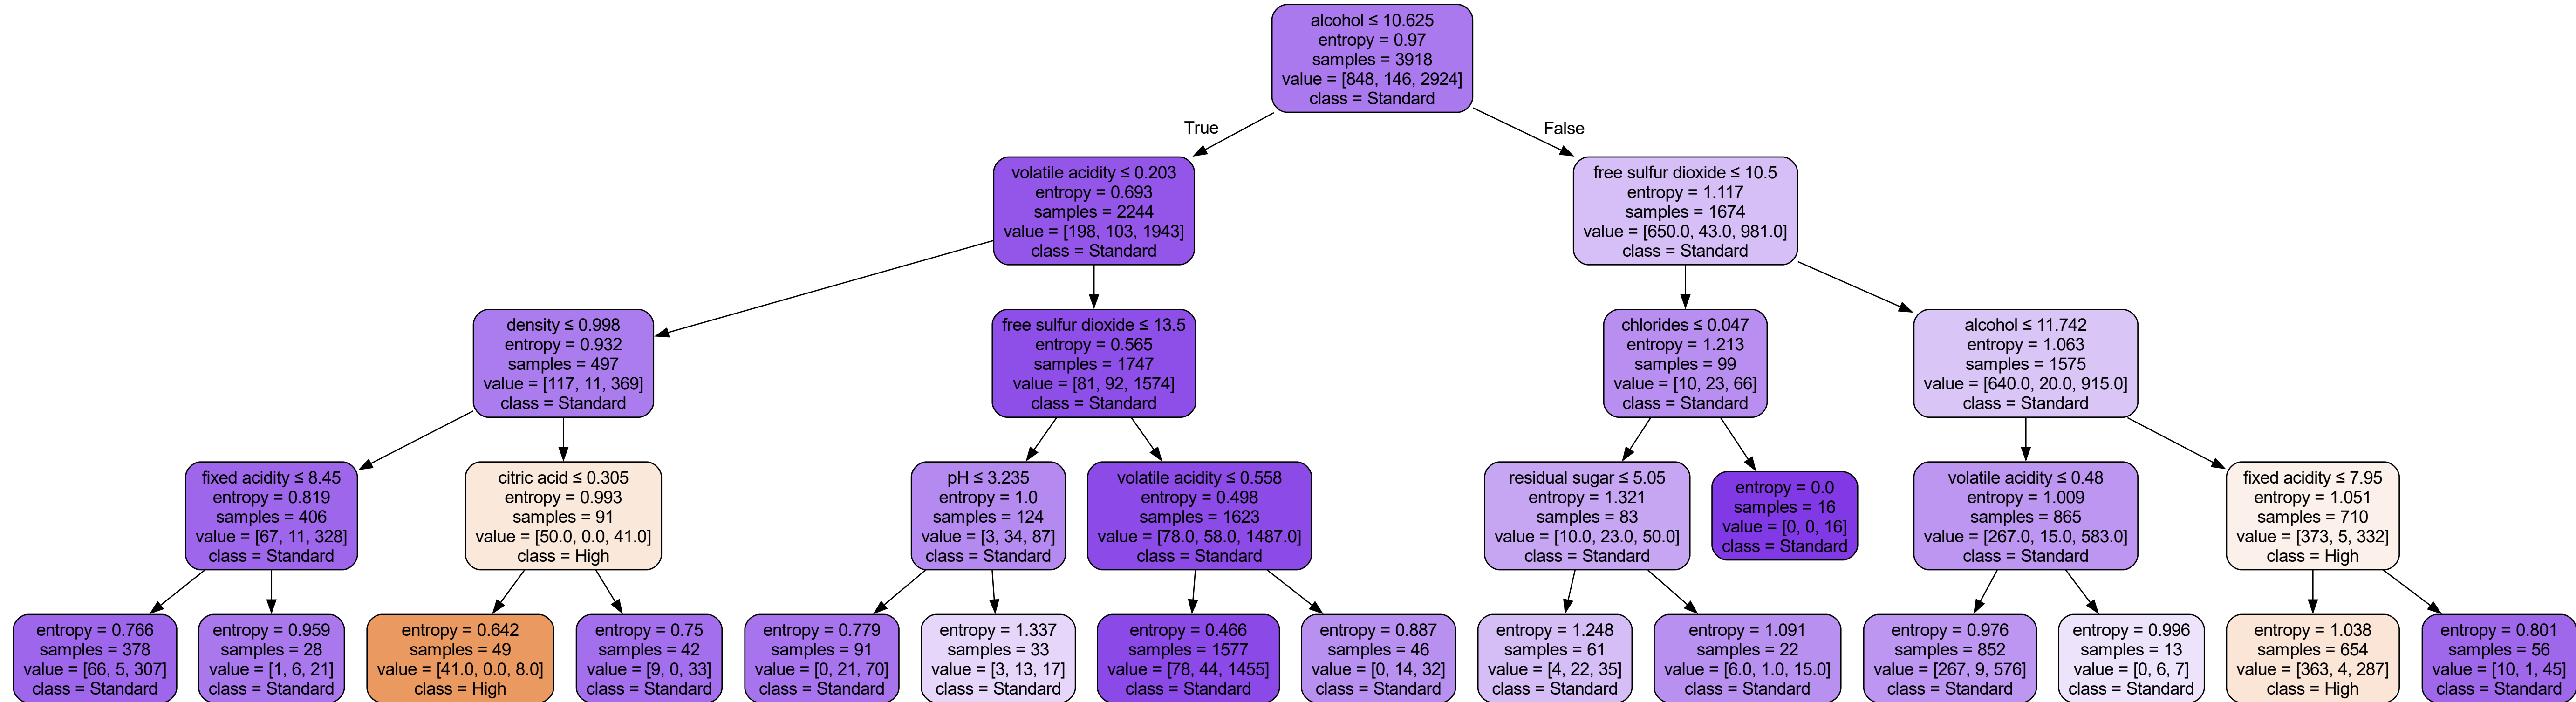 alcohol ≤ 10.625
entropy = 0.97
samples = 3918
value = [848, 146, 2924]
class = Standard
True
False
volatile acidity ≤ 0.203
entropy = 0.693
samples = 2244
value = [198, 103, 1943]
class = Standard
free sulfur dioxide ≤ 10.5
entropy = 1.117
samples = 1674
value = [650.0, 43.0, 981.0]
class = Standard
density ≤ 0.998
entropy = 0.932
samples = 497
value = [117, 11, 369]
class = Standard
free sulfur dioxide ≤ 13.5
entropy = 0.565
samples = 1747
value = [81, 92, 1574]
class = Standard
chlorides ≤ 0.047
entropy = 1.213
samples = 99
value = [10, 23, 66]
class = Standard
alcohol ≤ 11.742
entropy = 1.063
samples = 1575
value = [640.0, 20.0, 915.0]
class = Standard
fixed acidity ≤ 8.45
entropy = 0.819
samples = 406
value = [67, 11, 328]
class = Standard
citric acid ≤ 0.305
entropy = 0.993
samples = 91
value = [50.0, 0.0, 41.0]
class = High
pH ≤ 3.235
entropy = 1.0
samples = 124
value = [3, 34, 87]
class = Standard
volatile acidity ≤ 0.558
entropy = 0.498
samples = 1623
value = [78.0, 58.0, 1487.0]
class = Standard
residual sugar ≤ 5.05
entropy = 1.321
samples = 83
value = [10.0, 23.0, 50.0]
class = Standard
entropy = 0.0
samples = 16
value = [0, 0, 16]
class = Standard
volatile acidity ≤ 0.48
entropy = 1.009
samples = 865
value = [267.0, 15.0, 583.0]
class = Standard
fixed acidity ≤ 7.95
entropy = 1.051
samples = 710
value = [373, 5, 332]
class = High
entropy = 0.766
samples = 378
value = [66, 5, 307]
class = Standard
entropy = 0.959
samples = 28
value = [1, 6, 21]
class = Standard
entropy = 0.642
samples = 49
value = [41.0, 0.0, 8.0]
class = High
entropy = 0.75
samples = 42
value = [9, 0, 33]
class = Standard
entropy = 0.779
samples = 91
value = [0, 21, 70]
class = Standard
entropy = 1.337
samples = 33
value = [3, 13, 17]
class = Standard
entropy = 0.466
samples = 1577
value = [78, 44, 1455]
class = Standard
entropy = 0.887
samples = 46
value = [0, 14, 32]
class = Standard
entropy = 1.248
samples = 61
value = [4, 22, 35]
class = Standard
entropy = 1.091
samples = 22
value = [6.0, 1.0, 15.0]
class = Standard
entropy = 0.976
samples = 852
value = [267, 9, 576]
class = Standard
entropy = 0.996
samples = 13
value = [0, 6, 7]
class = Standard
entropy = 1.038
samples = 654
value = [363, 4, 287]
class = High
entropy = 0.801
samples = 56
value = [10, 1, 45]
class = Standard